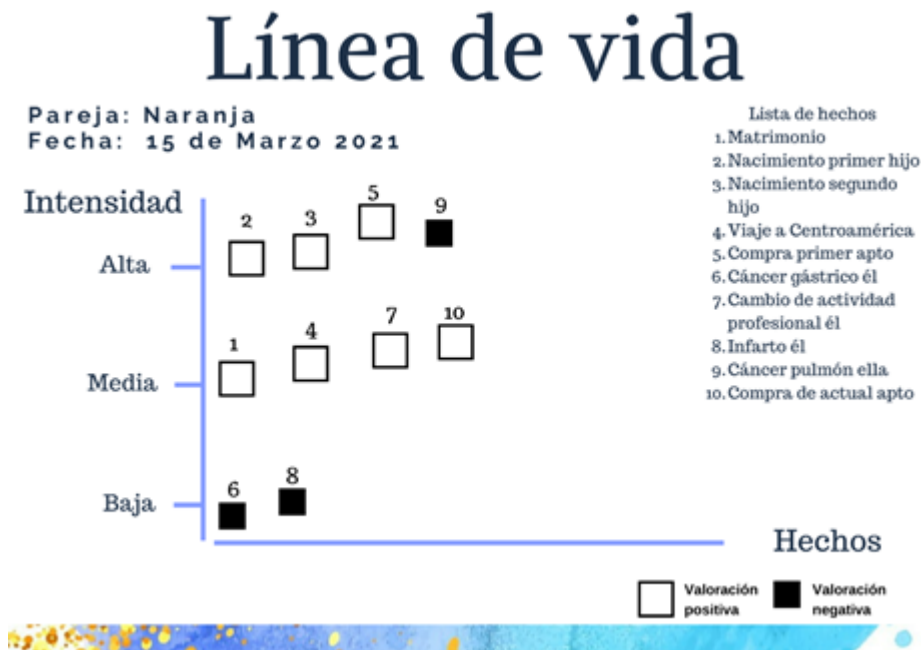 Línea de vida
Pareja: Naranja
Fecha: 15 de Marzo 2021
Lista de hechos
1. Matrimonio
2. Nacimiento primer hijo
3. Nacimiento segundo
hijo
4. Viaje a Centroamérica
5. Compra primer apto
6. Cáncer gástrico él
7. Cambio de actividad
profesional él
8. Infarto él
9. Cáncer pulmón ella
10. Compra de actual apto
Intensidad
2 3 5 9
Alta
1 4 7 10
Media
6 8
Baja
Hechos
Valoración
positiva
Valoración
negativa